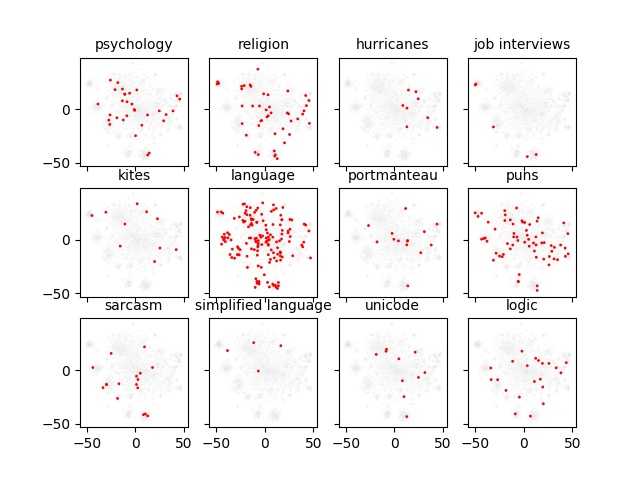 psychology religion hurricanes job interviews
0
−50
kites language portmanteau puns
0
−50
sarcasm simplified language unicode logic
0
−50
−50 0 50 −50 0 50 −50 0 50 −50 0 50